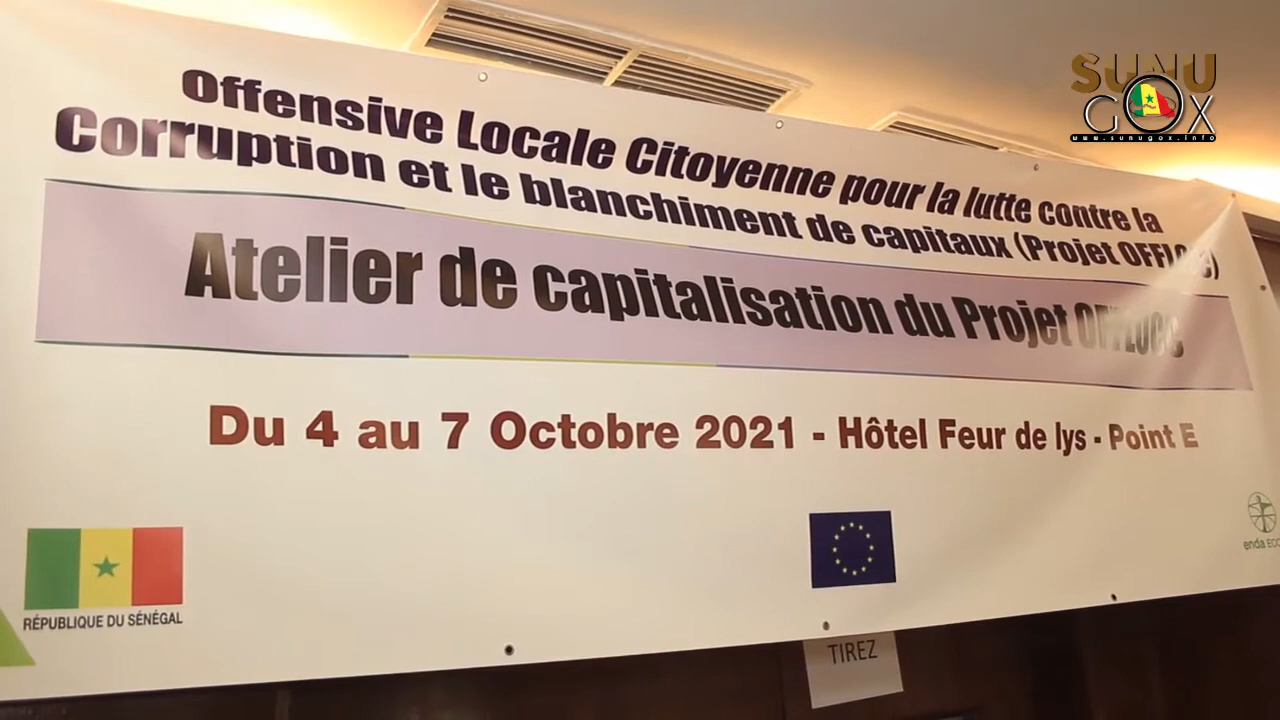 SUNU
GOX
www.sunugox.info
Offensive Locale Citoyenne pour la lutte contre la
Corruption et le blanchiment de capitaux (Projet
Atelier de capitalisation du Projet OFFLOCC
Du 4 au 7 Octobre 2021 - Hôtel Feur de lys - Point E
RÉPUBLIQUE DU SÉNÉGAL
enda
TIREZ